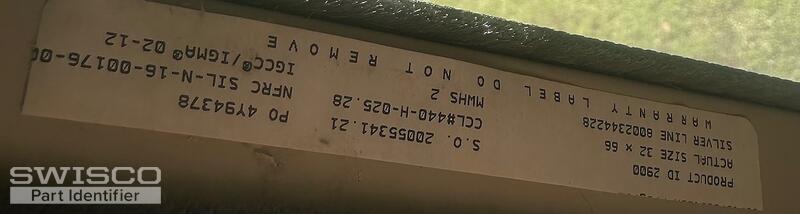 PRODUCT ID 2900
ACTUAL SIZE 32 x 66
SILVER LINE 8002344228
WARRANTY LABEL DO NOT REMOVE
S.O. 20055341.21
CCL#440-H-025.28
MWHS 2
PO 4Y94378
NFRC SIL-N-16-00176-0
IGCC®/IGMA® 02-12
SWISCO
Part Identifier